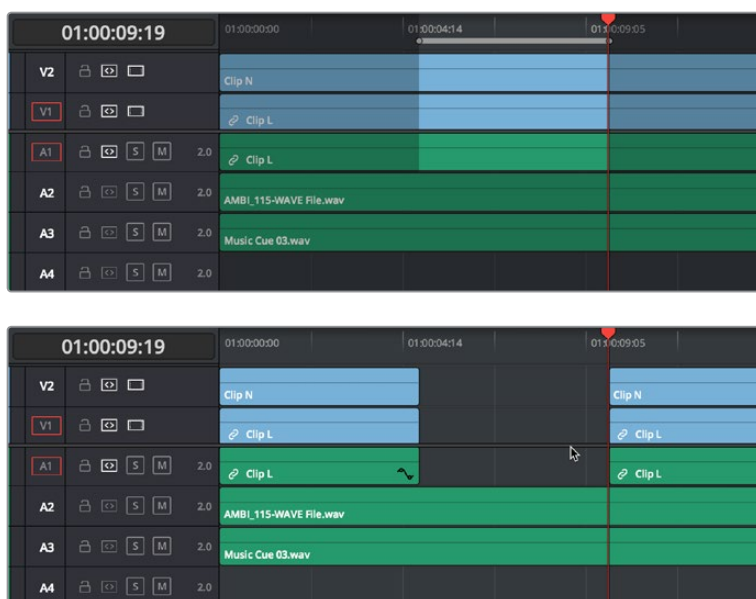 01:00:09:19 01:00:00:00 01:00:04:14 01:00:09:05
V2 Clip N
V1 Clip L
A1 S M 2.0 Clip L
A2 S M 2.0 AMBI_115-WAVE File.wav
A3 S M 2.0 Music Cue 03.wav
A4 S M 2.0
01:00:09:19 01:00:00:00 01:00:04:14 01:00:09:05
V2 Clip N Clip N
V1 Clip L Clip L
A1 S M 2.0 Clip L Clip L
A2 S M 2.0 AMBI_115-WAVE File.wav
A3 S M 2.0 Music Cue 03.wav
A4 S M 2.0